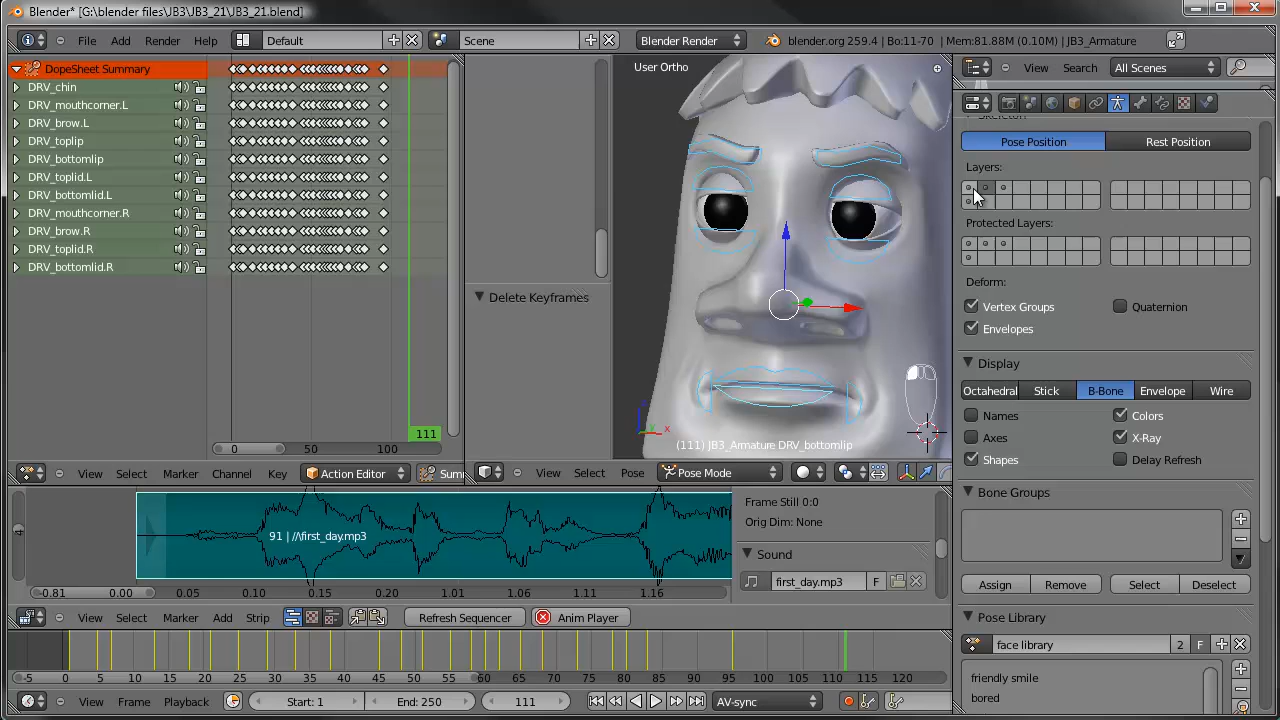 Blender* [G:\blender files\JB3\JB3_21\JB3_21.blend]
File Add Render Help Default Scene Blender Render blender.org 259.4 | Bo:11-70 | Mem:81.88M (0.10M) | JB3_Armature
View Search All Scenes
DopeSheet Summary
DRV_chin
DRV_mouthcorner.L
DRV_brow.L
DRV_toplip
DRV_bottomlip
DRV_toplid.L
DRV_bottomlid.L
DRV_mouthcorner.R
DRV_brow.R
DRV_toplid.R
DRV_bottomlid.R
111
0 50 100
View Select Marker Channel Key Action Editor Sum
Delete Keyframes
User Ortho
(111) JB3_Armature DRV_bottomlip
View Select Pose Pose Mode
91 | //\first_day.mp3
-0.81 0.00 0.05 0.10 0.15 0.20 1.01 1.06 1.11 1.16
Frame Still 0:0
Orig Dim: None
Sound
first_day.mp3 F
View Select Marker Add Strip Refresh Sequencer Anim Player
-5 0 5 10 15 20 25 30 35 40 45 50 55 60 65 70 75 80 85 90 95 100 105 110 115 120
View Frame Playback Start: 1 End: 250 111 AV-sync
Skeleton
Pose Position Rest Position
Layers:
Protected Layers:
Deform:
Vertex Groups Quaternion
Envelopes
Display
Octahedral Stick B-Bone Envelope Wire
Names Colors
Axes X-Ray
Shapes Delay Refresh
Bone Groups
Assign Remove Select Deselect
Pose Library
face library 2 F
friendly smile
bored